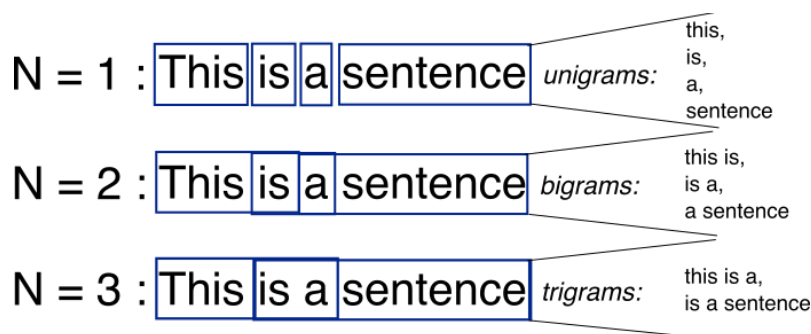 N = 1 : This is a sentence unigrams:
this,
is,
a,
sentence
N = 2 : This is a sentence bigrams:
this is,
is a,
a sentence
N = 3 : This is a sentence trigrams:
this is a,
is a sentence